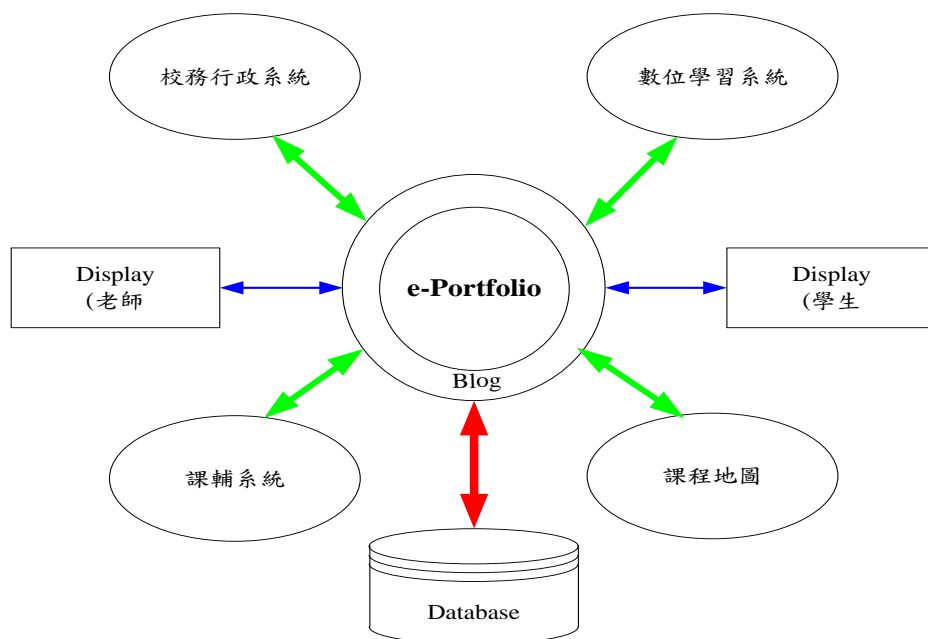 校務行政系統
數位學習系統
Display
(老師
e-Portfolio
Display
(學生
Blog
課輔系統
課程地圖
Database